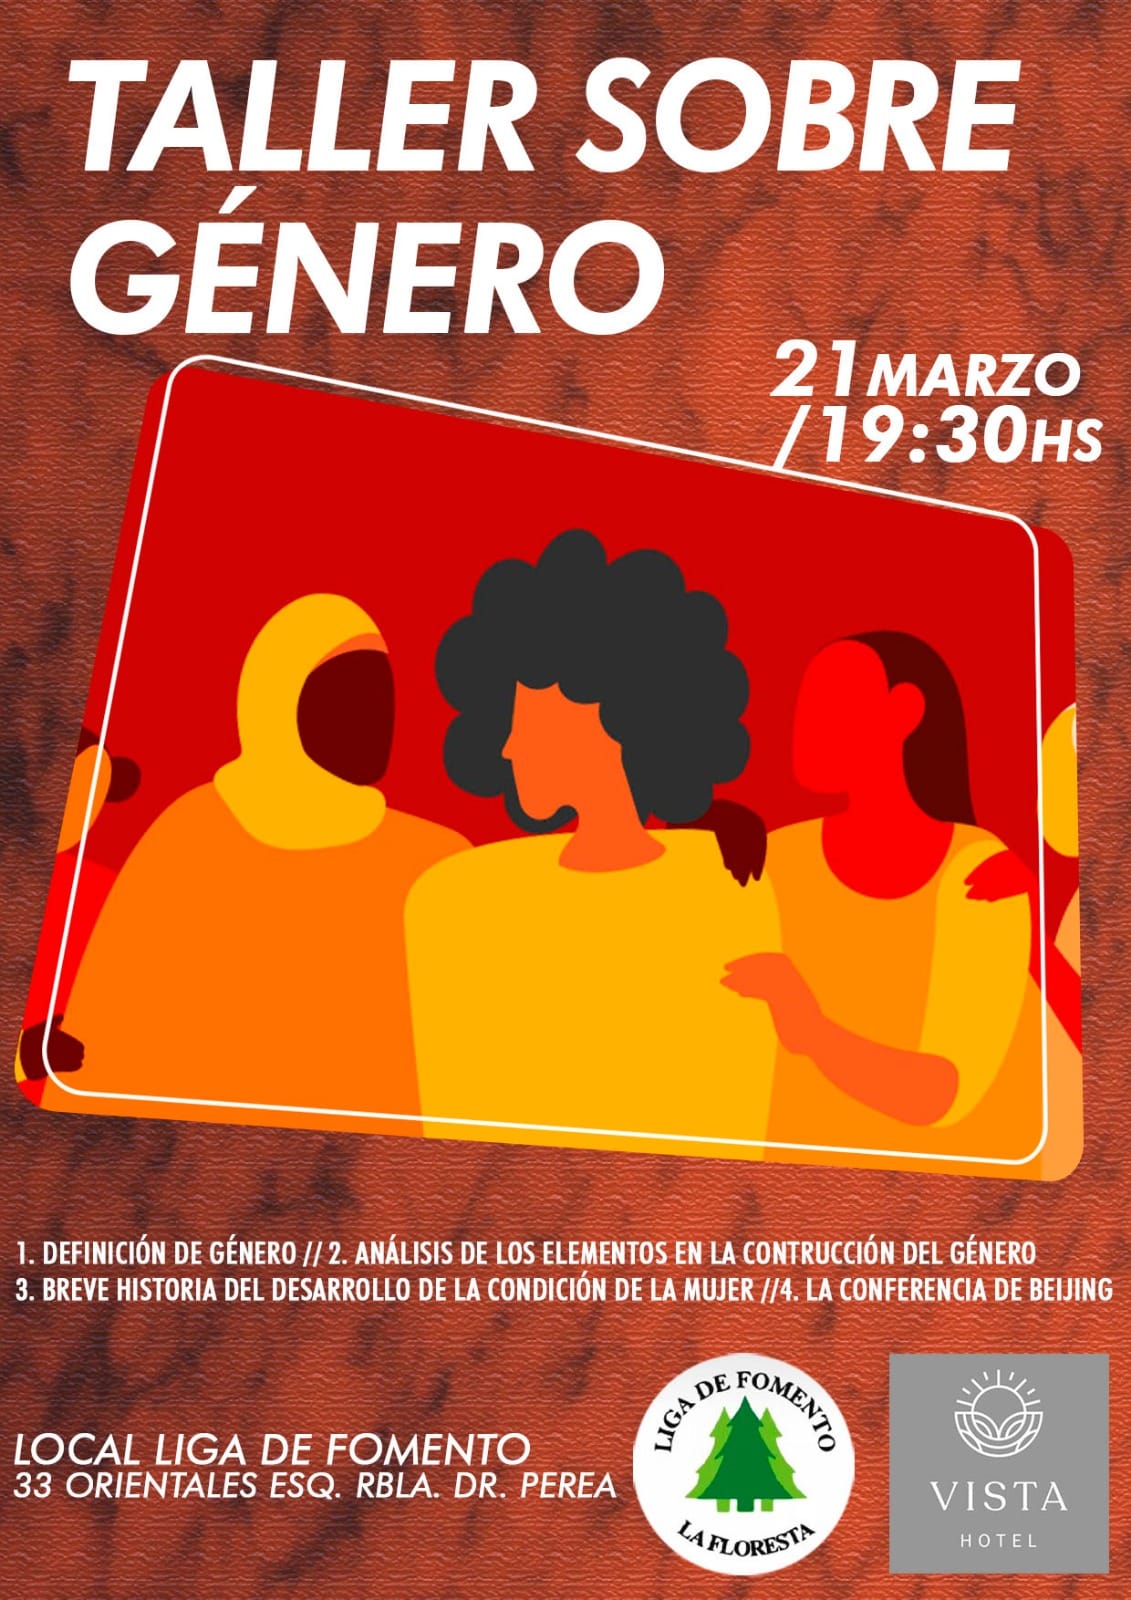 TALLER SOBRE
GÉNERO
21 MARZO
/19:30HS
1. DEFINICIÓN DE GÉNERO // 2. ANÁLISIS DE LOS ELEMENTOS EN LA CONTRUCCIÓN DEL GÉNERO
3. BREVE HISTORIA DEL DESARROLLO DE LA CONDICIÓN DE LA MUJER //4. LA CONFERENCIA DE BEIJING
LOCAL LIGA DE FOMENTO
33 ORIENTALES ESQ. RBLA. DR. PEREA
LIGA DE FOMENTO
LA FLORESTA
VISTA
HOTEL